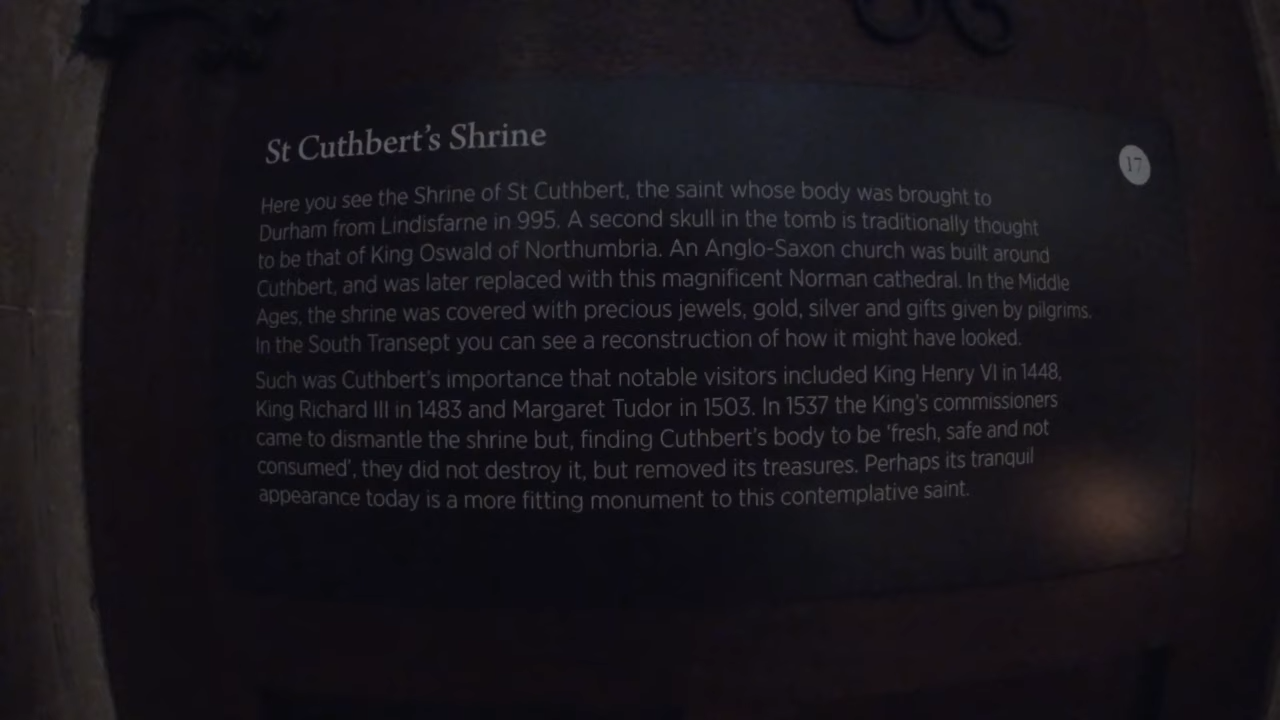 St Cuthbert's Shrine
17
Here you see the Shrine of St Cuthbert, the saint whose body was brought to
Durham from Lindisfarne in 995. A second skull in the tomb is traditionally thought
to be that of King Oswald of Northumbria. An Anglo-Saxon church was built around
Cuthbert, and was later replaced with this magnificent Norman cathedral. In the Middle
Ages, the shrine was covered with precious jewels, gold, silver and gifts given by pilgrims.
In the South Transept you can see a reconstruction of how it might have looked.
Such was Cuthbert's importance that notable visitors included King Henry VI in 1448,
King Richard III in 1483 and Margaret Tudor in 1503. In 1537 the King's commissioners
came to dismantle the shrine but, finding Cuthbert's body to be 'fresh, safe and not
consumed', they did not destroy it, but removed its treasures. Perhaps its tranquil
appearance today is a more fitting monument to this contemplative saint.